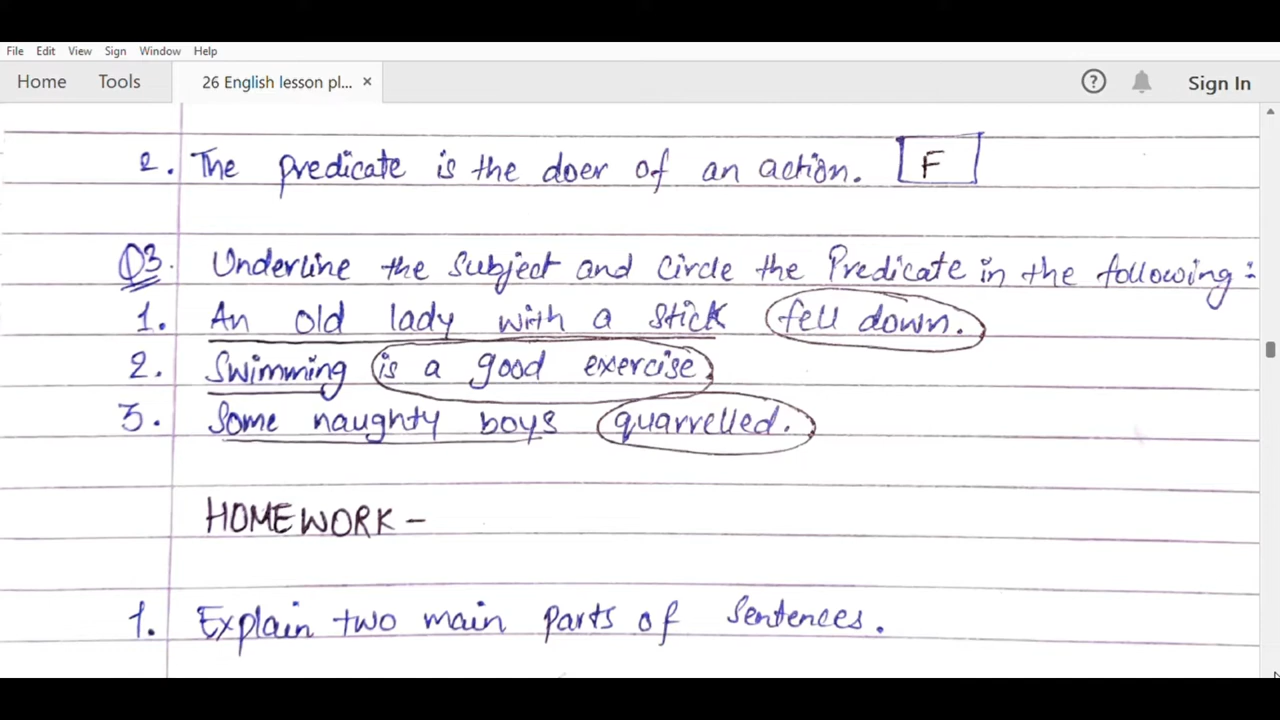 File Edit View Sign Window Help
Home Tools 26 English lesson pl... × ? Sign In
2. The predicate is the doer of an action. F
Q3. Underline the Subject and Circle the Predicate in the following:
1. An old lady with a stick fell down.
2. Swimming is a good exercise
3. Some naughty boys quarrelled.
HOMEWORK -
1. Explain two main parts of Sentences.